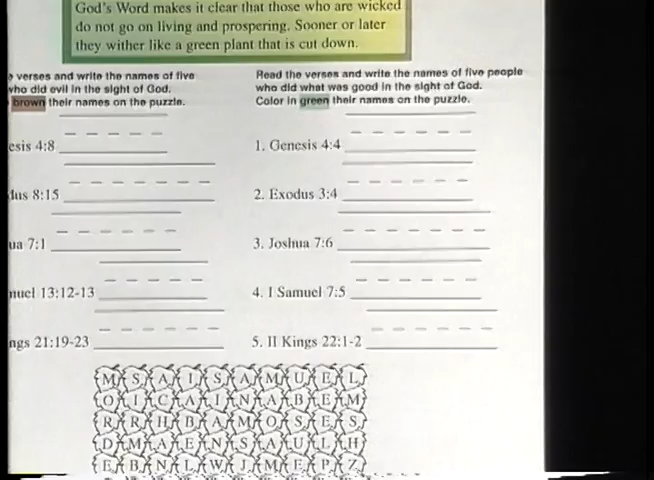 God's Word makes it clear that those who are wicked
do not go on living and prospering. Sooner or later
they wither like a green plant that is cut down.
verses and write the names of five
who did evil in the sight of God.
brown their names on the puzzle.
esis 4:8
dus 8:15
ua 7:1
nuel 13:12-13
ngs 21:19-23
Read the verses and write the names of five people
who did what was good in the sight of God.
Color in green their names on the puzzle.
1. Genesis 4:4
2. Exodus 3:4
3. Joshua 7:6
4. I Samuel 7:5
5. II Kings 22:1-2
M S A I S A M U E L
O I C A I N A B E M
R R H B A M O S E S
D M A E N S A U L H
E B N L W J M E P Z